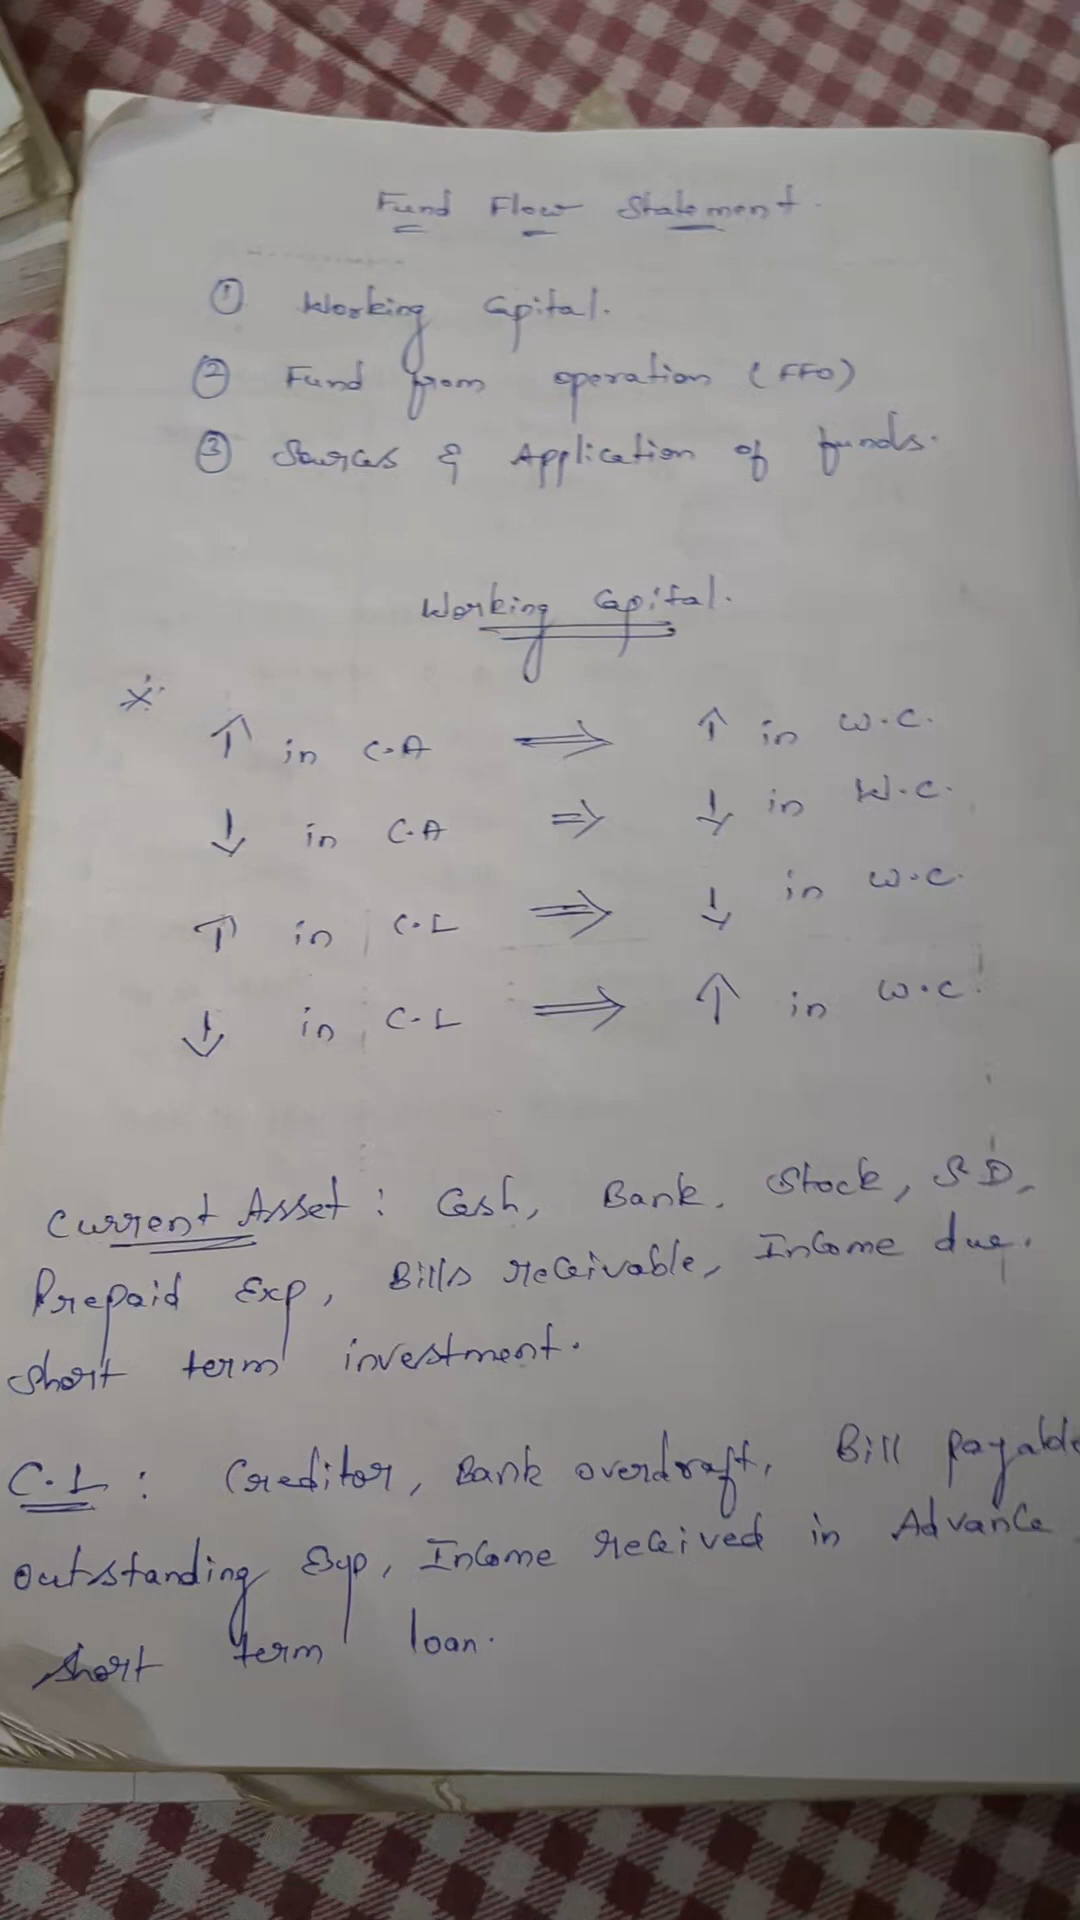 Fund Flow Statement.
① Working Capital.
② Fund from operation (FFO)
③ Sources & Application of funds.
Working Capital.
↑ in C.A ⇒ ↑ in W.C.
↓ in C.A ⇒ ↓ in W.C.
↑ in C.L ⇒ ↓ in W.C.
↓ in C.L ⇒ ↑ in W.C.
Current Asset : Cash, Bank, Stock, S.D,
Prepaid Exp, Bills receivable, Income due,
short term investment.
C.L : Creditor, Bank overdraft, Bill payable
outstanding Exp, Income received in Advance
short term loan.